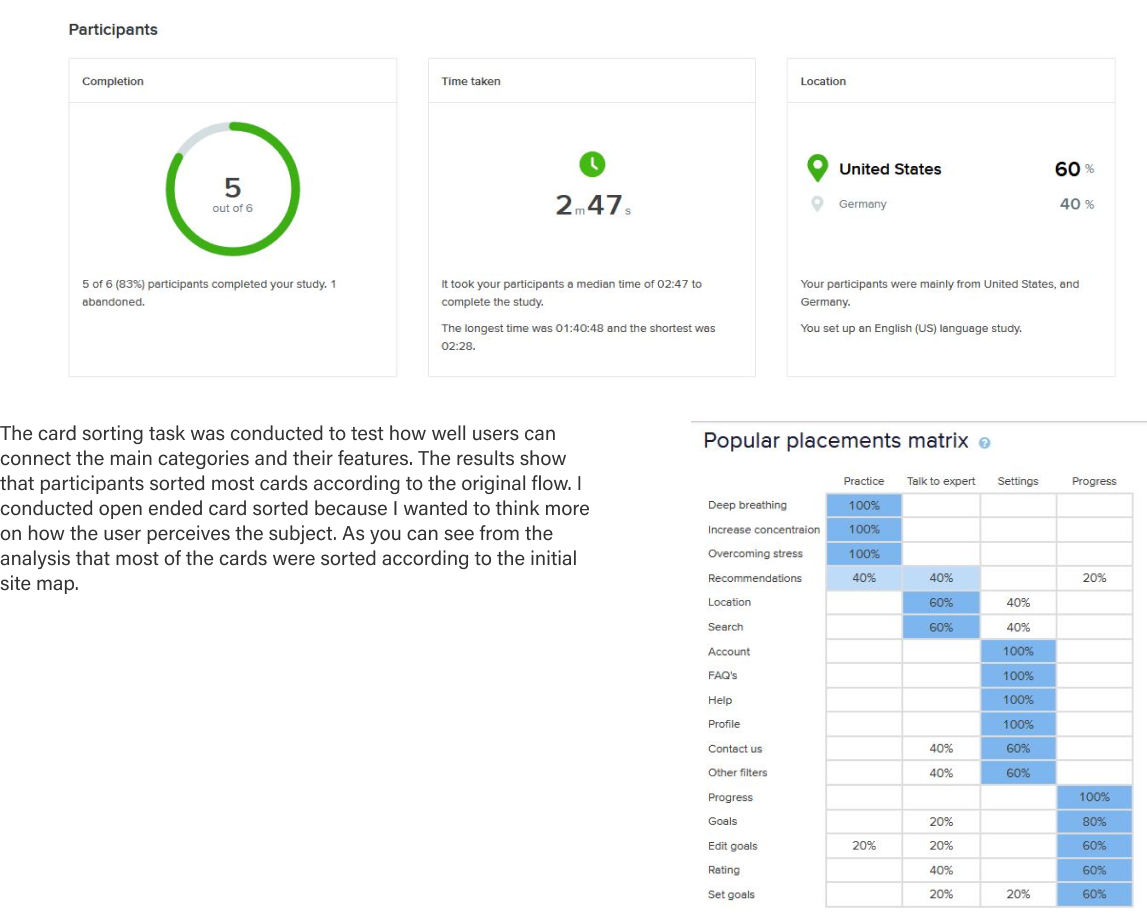 Participants
Completion
5
out of 6
5 of 6 (83%) participants completed your study. 1
abandoned.
Time taken
2 m 47 s
It took your participants a median time of 02:47 to
complete the study.
The longest time was 01:40:48 and the shortest was
02:28.
Location
United States 60 %
Germany 40 %
Your participants were mainly from United States, and
Germany.
You set up an English (US) language study.
The card sorting task was conducted to test how well users can
connect the main categories and their features. The results show
that participants sorted most cards according to the original flow. I
conducted open ended card sorted because I wanted to think more
on how the user perceives the subject. As you can see from the
analysis that most of the cards were sorted according to the initial
site map.
Popular placements matrix ?
Practice Talk to expert Settings Progress
Deep breathing 100%
Increase concentraion 100%
Overcoming stress 100%
Recommendations 40% 40% 20%
Location 60% 40%
Search 60% 40%
Account 100%
FAQ's 100%
Help 100%
Profile 100%
Contact us 40% 60%
Other filters 40% 60%
Progress 100%
Goals 20% 80%
Edit goals 20% 20% 60%
Rating 40% 60%
Set goals 20% 20% 60%